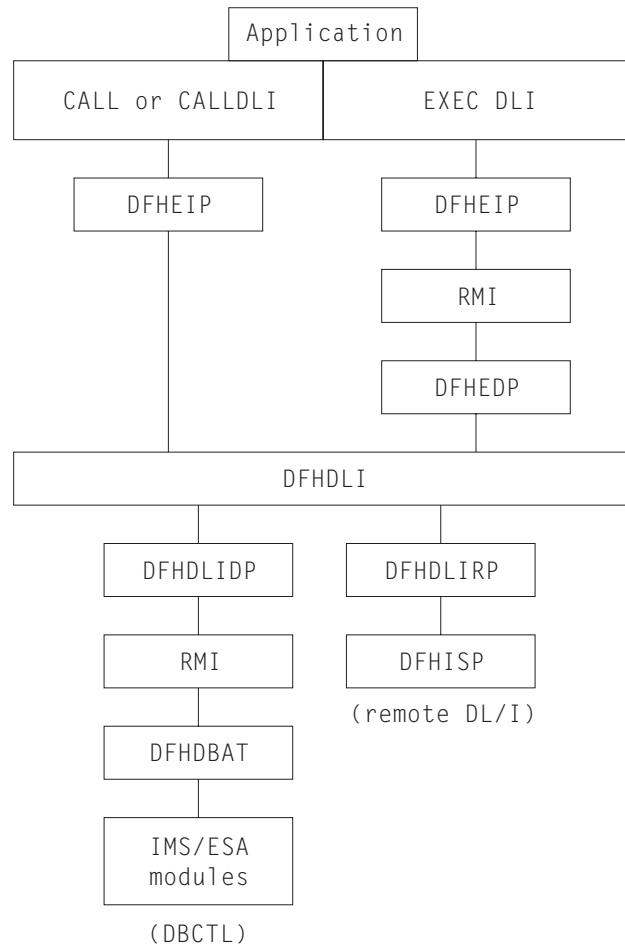 Application
CALL or CALLDLI
EXEC DLI
DFHEIP
DFHEIP
RMI
DFHEDP
DFHDLI
DFHDLIDP
DFHDLIRP
RMI
DFHISP
(remote DL/I)
DFHDBAT
IMS/ESA
modules
(DBCTL)